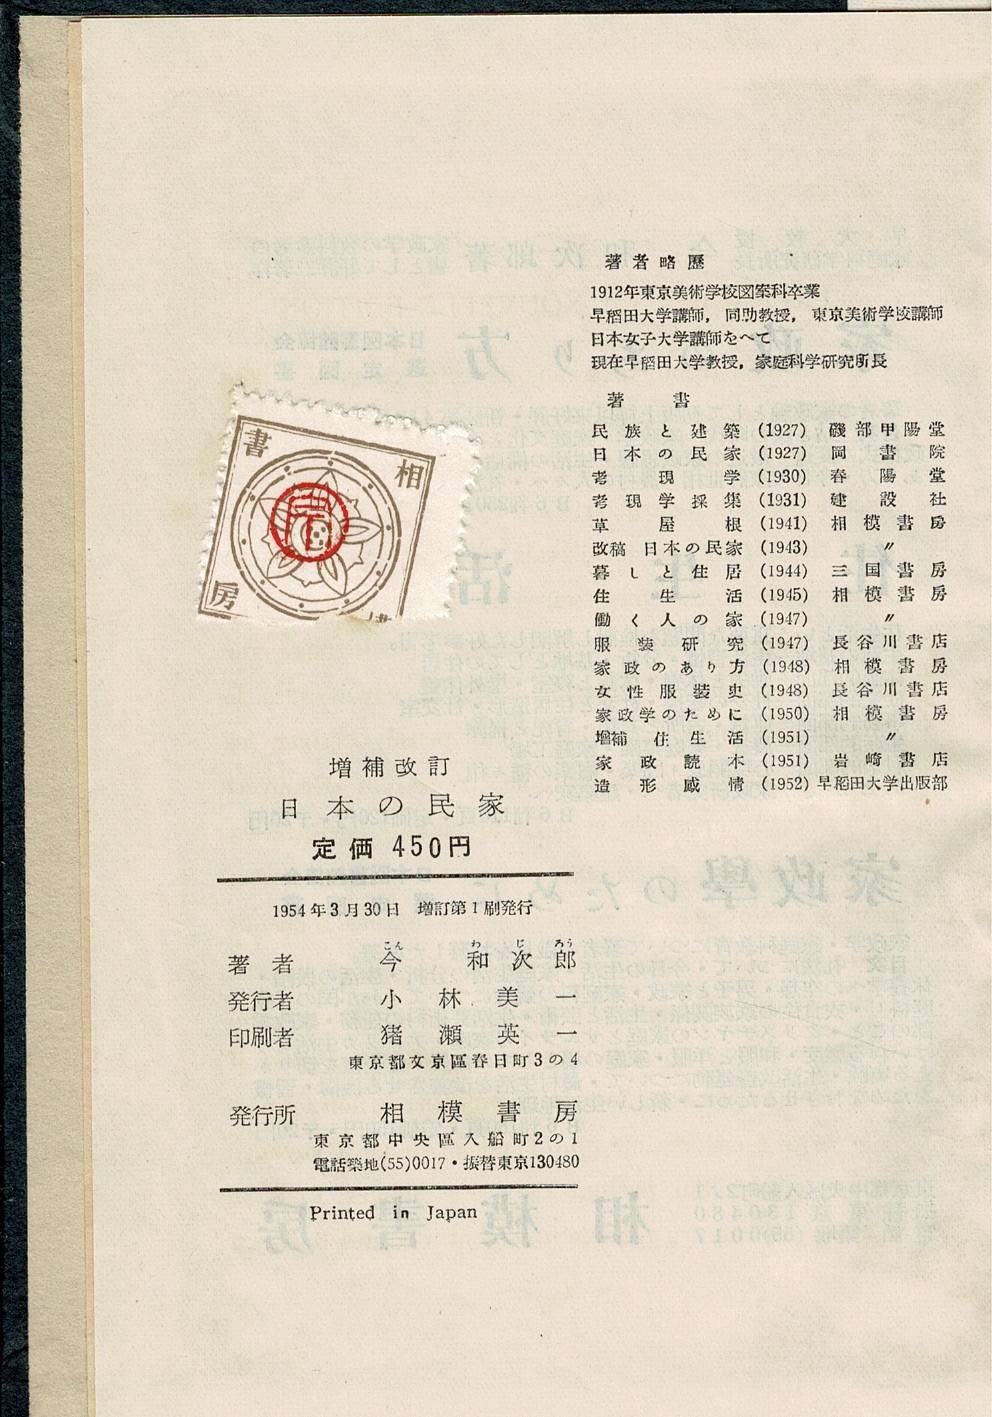 著者略歴
1912年東京美術学校図案科卒業
早稲田大学講師，同助教授，東京美術学校講師
日本女子大学講師をへて
現在早稲田大学教授，家庭科学研究所長
著書
民族と建築 (1927) 磯部甲陽堂
日本の民家 (1927) 岡書院
考現学 (1930) 春陽堂
考現学採集 (1931) 建設社
草屋根 (1941) 相模書房
改稿 日本の民家 (1943) 〃
暮しと住居 (1944) 三国書房
住生活 (1945) 相模書房
働く人の家 (1947) 〃
服装研究 (1947) 長谷川書店
家政のあり方 (1948) 相模書房
女性服装史 (1948) 長谷川書店
家政学のために (1950) 相模書房
増補 住生活 (1951) 〃
家政読本 (1951) 岩崎書店
造形感情 (1952) 早稲田大学出版部
相
書
房
増補改訂
日本の民家
定価 450円
1954年3月30日 増訂第1刷発行
こん わ じ ろう
著者 今 和次郎
発行者 小林美一
印刷者 猪瀬英一
東京都文京區春日町3の4
発行所 相模書房
東京都中央區入船町2の1
電話築地(55)0017・振替東京130480
Printed in Japan